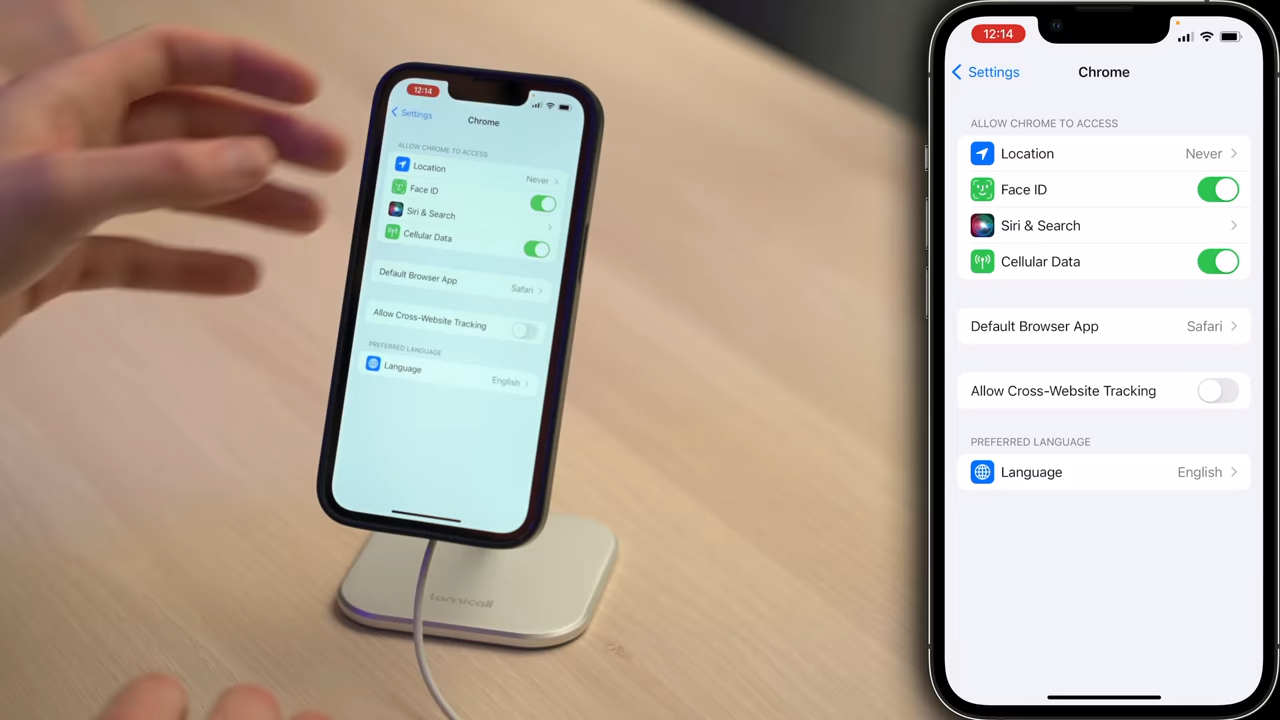 12:14
Settings
Chrome
ALLOW CHROME TO ACCESS
Location
Never
Face ID
Siri & Search
Cellular Data
Default Browser App
Safari
Allow Cross-Website Tracking
PREFERRED LANGUAGE
Language
English
lamicall
12:14
Settings
Chrome
ALLOW CHROME TO ACCESS
Location
Never
Face ID
Siri & Search
Cellular Data
Default Browser App
Safari
Allow Cross-Website Tracking
PREFERRED LANGUAGE
Language
English